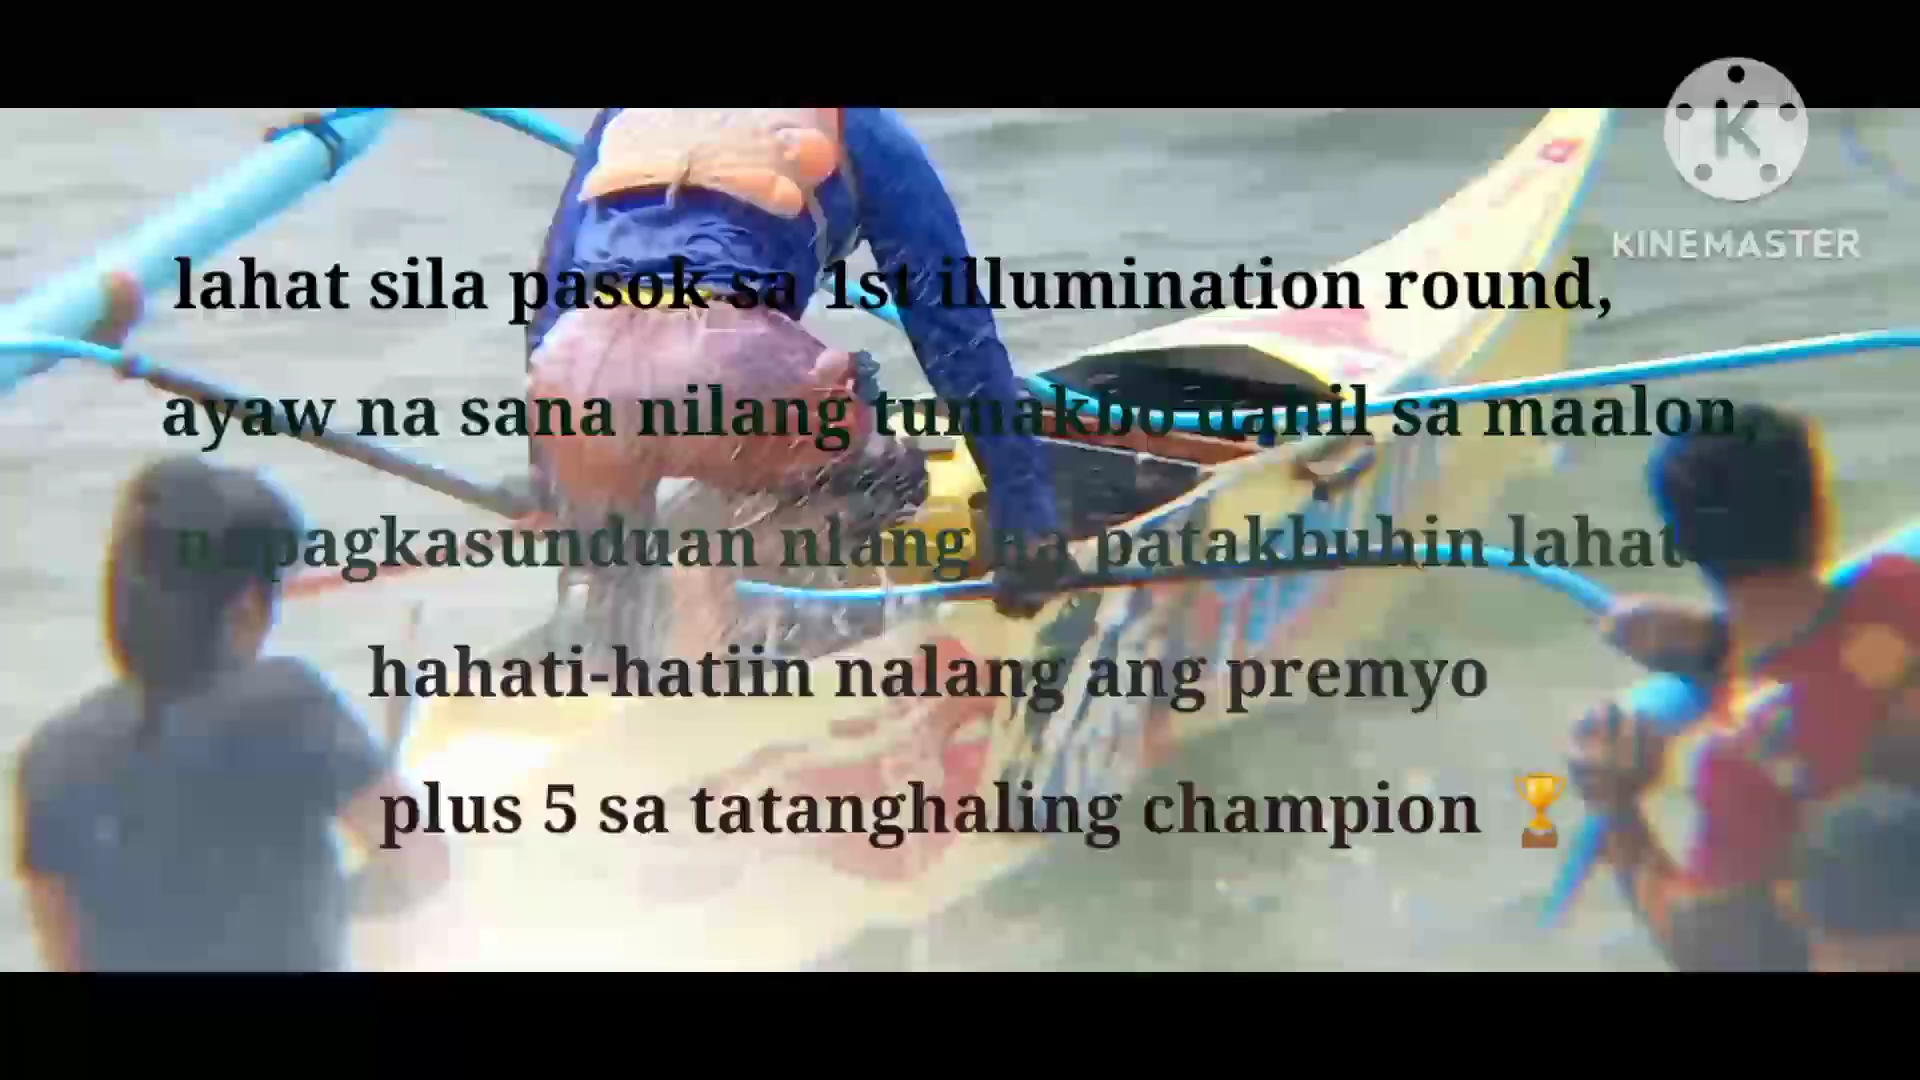 K
KINEMASTER
lahat sila pasok sa 1st illumination round,
ayaw na sana nilang tumakbo dahil sa maalon,
napagkasunduan nlang na patakbuhin lahat
hahati-hatiin nalang ang premyo
plus 5 sa tatanghaling champion 🏆